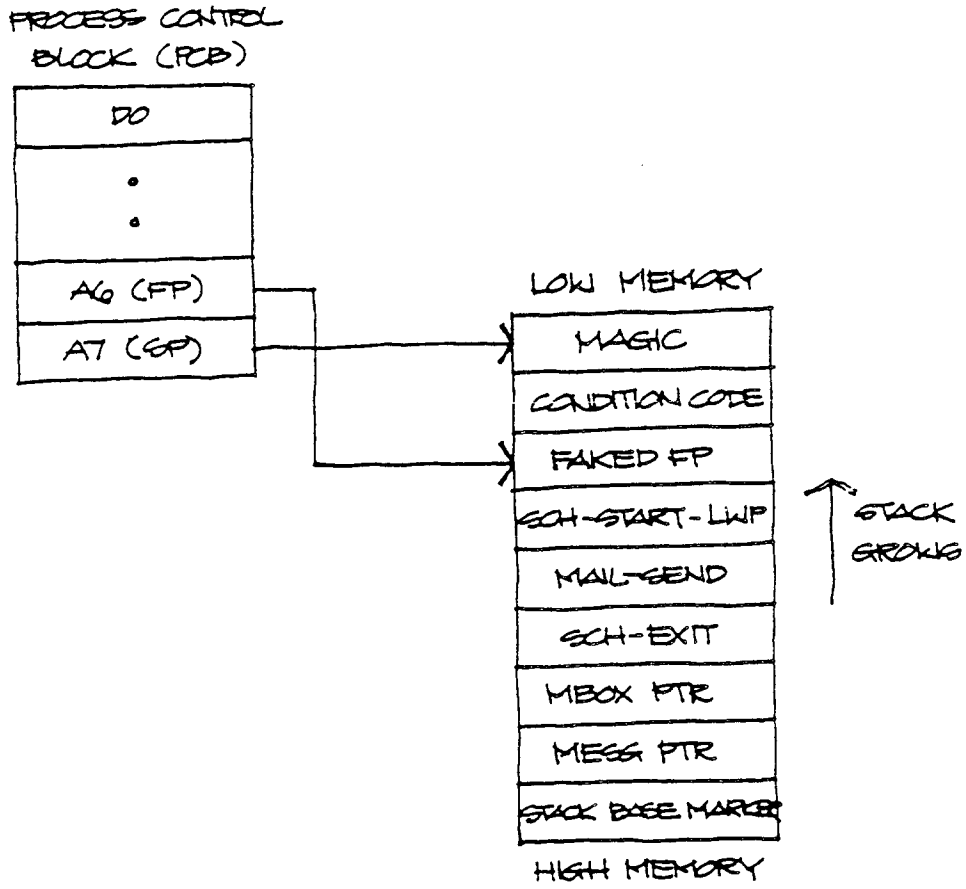 PROCESS CONTROL
BLOCK (PCB)
D0
A6 (FP)
A7 (SP)
LOW MEMORY
MAGIC
CONDITION CODE
FAKED FP
SCH-START-LWP
MAIL-SEND
SCH-EXIT
MBOX PTR
MESG PTR
STACK BASE MARKER
HIGH MEMORY
STACK
GROWS